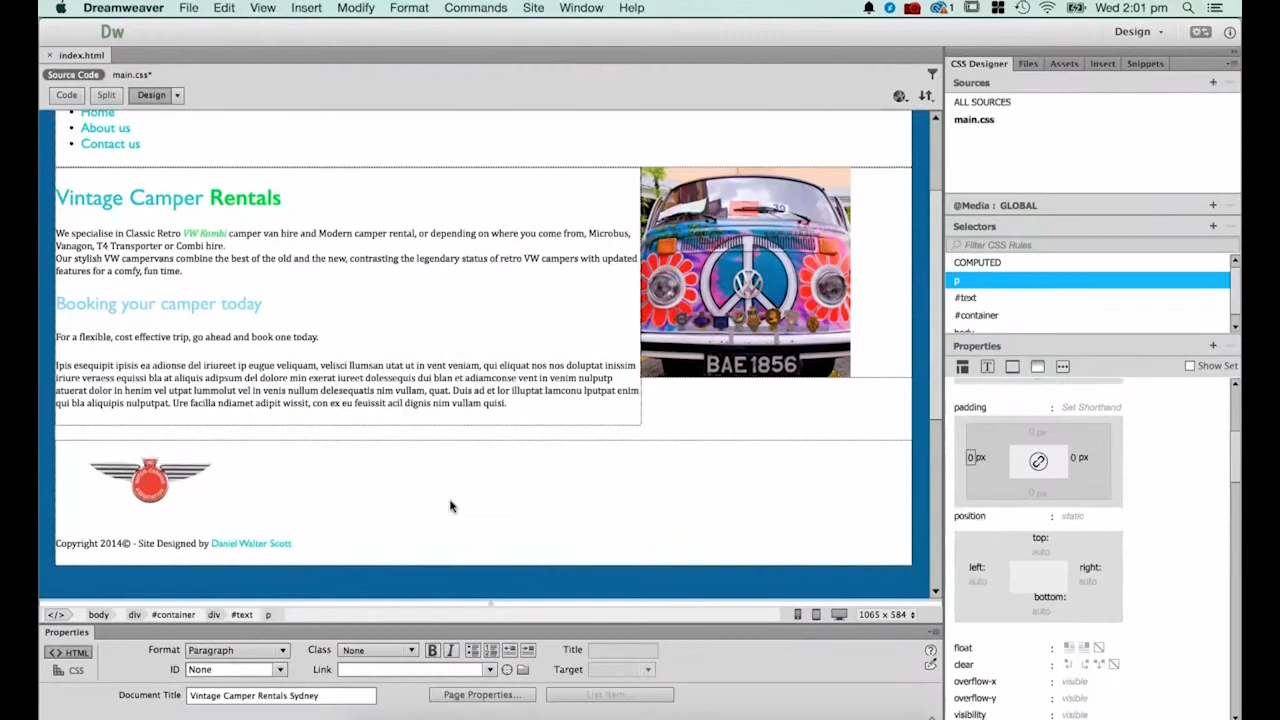 Dreamweaver File Edit View Insert Modify Format Commands Site Window Help 1 Wed 2:01 pm
Dw Design
× index.html
Source Code main.css*
Code Split Design
Home
About us
Contact us
Vintage Camper Rentals
We specialise in Classic Retro VW Kombi camper van hire and Modern camper rental, or depending on where you come from, Microbus,
Vanagon, T4 Transporter or Combi hire.
Our stylish VW campervans combine the best of the old and the new, contrasting the legendary status of retro VW campers with updated
features for a comfy, fun time.
Booking your camper today
For a flexible, cost effective trip, go ahead and book one today.
Ipis esequipit ipisis ea adionse del iriureet ip eugue veliquam, velisci llumsan utat ut in vent veniam, qui eliquat nos nos doluptat inissim
iriure veraess equissi bla at aliquis adipsum del dolore min exerat iureet dolessequis dui blan et adiamconse vent in venim nulputp
atuerat dolor in henim vel utpat lummolut vel in venis nullum delesequatis nim vullam, quat. Duis ad et lor illuptat lamconu lputpat enim
qui bla aliquipis nulputpat. Ure facilla ndiamet adipit wissit, con ex eu feuissit acil dignis nim vullam quisi.
BAE 1856
Copyright 2014© - Site Designed by Daniel Walter Scott
</> body div #container div #text p 1065 x 584
Properties
<> HTML Format Paragraph Class None B I Title
CSS ID None Link Target
Document Title Vintage Camper Rentals Sydney Page Properties... List Item...
CSS Designer Files Assets Insert Snippets
Sources
ALL SOURCES
main.css
@Media : GLOBAL
Selectors
Filter CSS Rules
COMPUTED
p
#text
#container
body
Properties
Show Set
padding : Set Shorthand
0 px
0 px 0 px
0 px
position : static
top:
auto
left: right:
auto auto
bottom:
auto
float :
clear :
overflow-x : visible
overflow-y : visible
visibility : visible